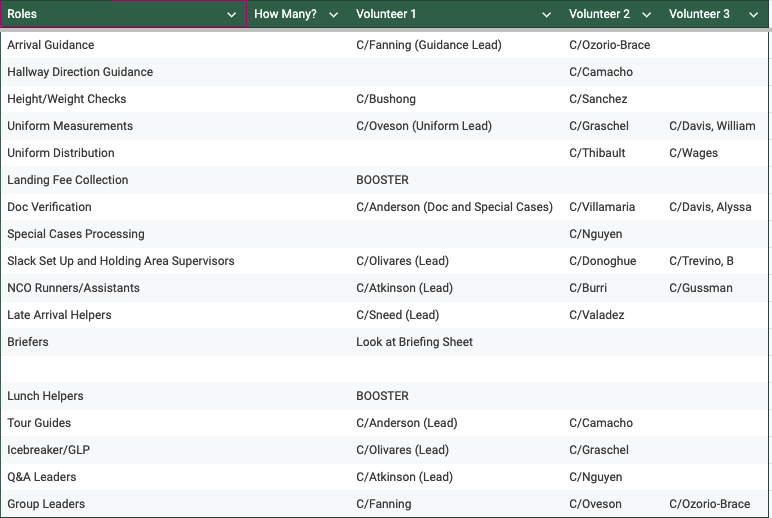 Roles How Many? Volunteer 1 Volunteer 2 Volunteer 3
Arrival Guidance C/Fanning (Guidance Lead) C/Ozorio-Brace
Hallway Direction Guidance C/Camacho
Height/Weight Checks C/Bushong C/Sanchez
Uniform Measurements C/Oveson (Uniform Lead) C/Graschel C/Davis, William
Uniform Distribution C/Thibault C/Wages
Landing Fee Collection BOOSTER
Doc Verification C/Anderson (Doc and Special Cases) C/Villamaria C/Davis, Alyssa
Special Cases Processing C/Nguyen
Slack Set Up and Holding Area Supervisors C/Olivares (Lead) C/Donoghue C/Trevino, B
NCO Runners/Assistants C/Atkinson (Lead) C/Burri C/Gussman
Late Arrival Helpers C/Sneed (Lead) C/Valadez
Briefers Look at Briefing Sheet
Lunch Helpers BOOSTER
Tour Guides C/Anderson (Lead) C/Camacho
Icebreaker/GLP C/Olivares (Lead) C/Graschel
Q&A Leaders C/Atkinson (Lead) C/Nguyen
Group Leaders C/Fanning C/Oveson C/Ozorio-Brace